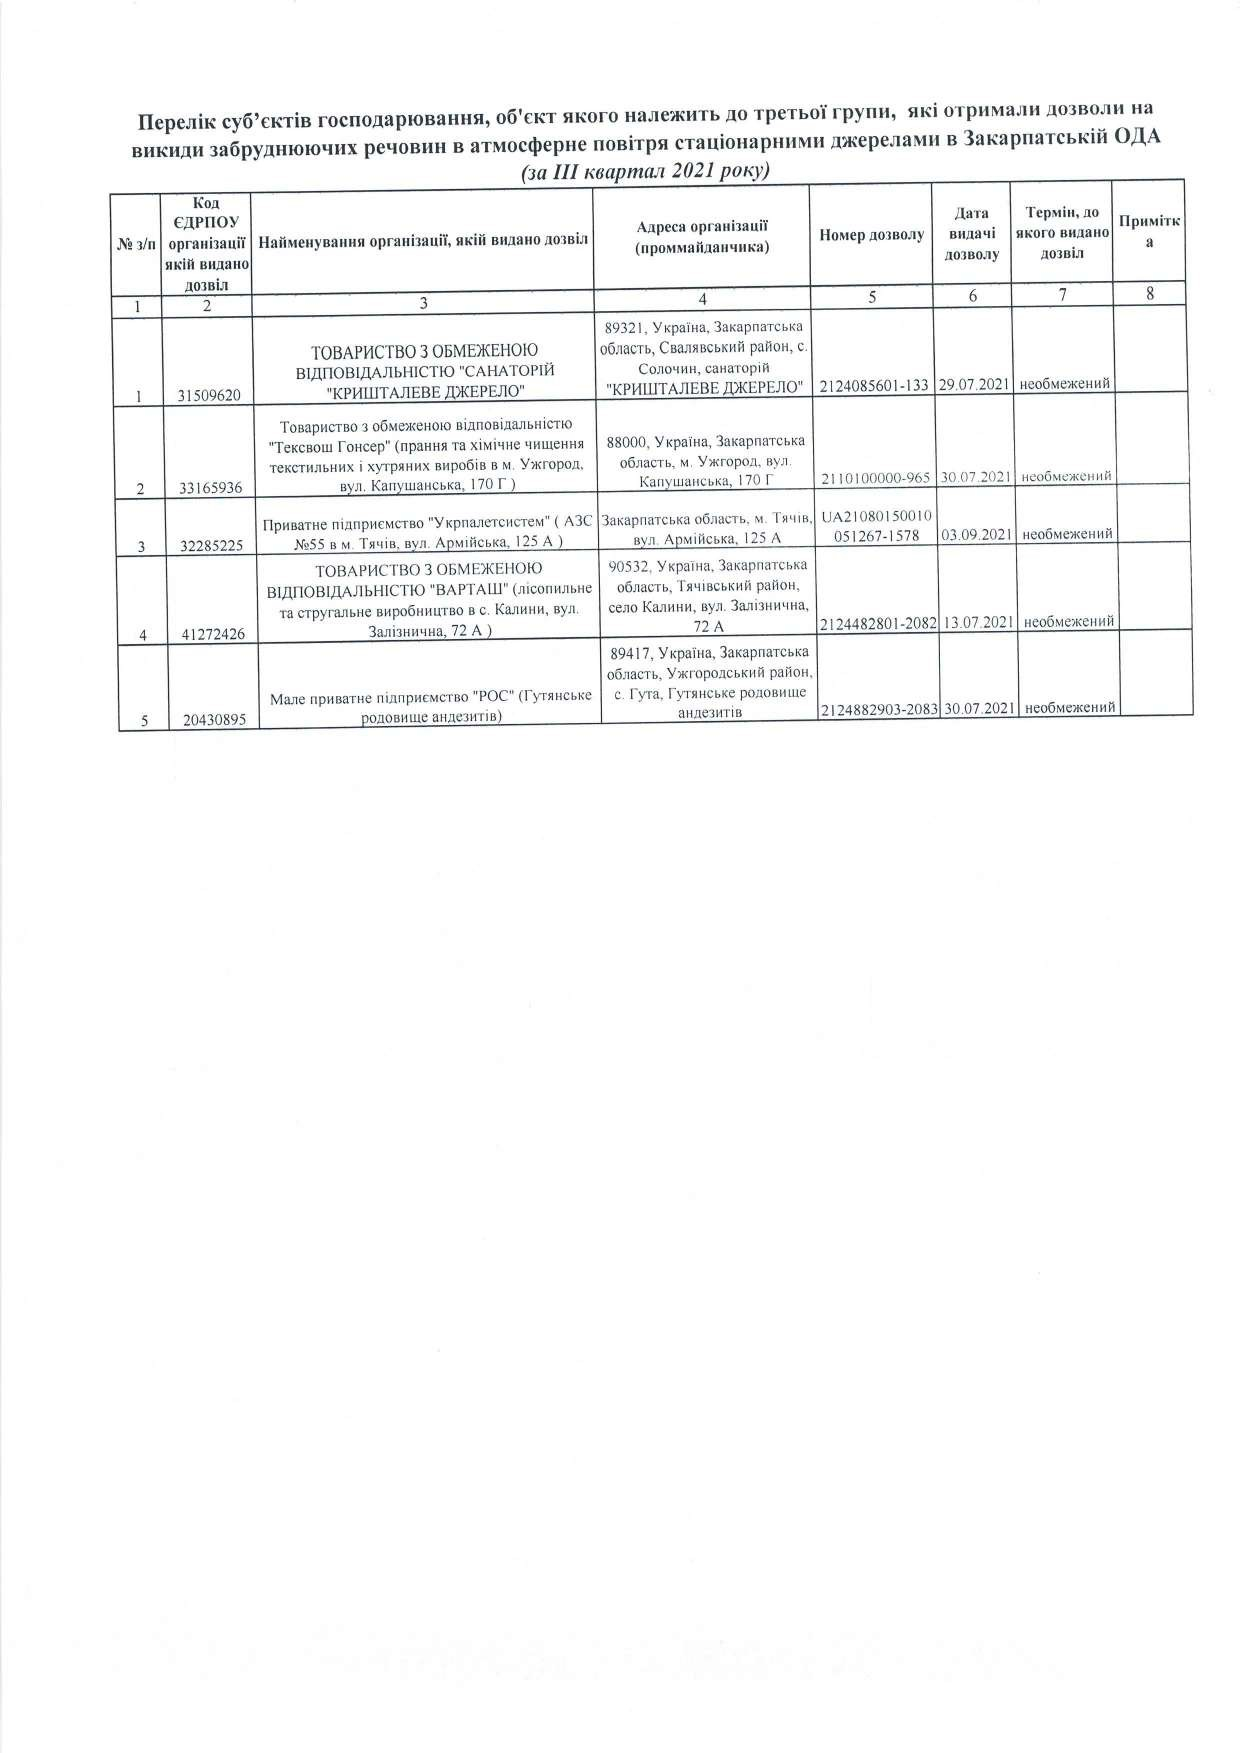 Перелік суб’єктів господарювання, об'єкт якого належить до третьої групи, які отримали дозволи на
викиди забруднюючих речовин в атмосферне повітря стаціонарними джерелами в Закарпатській ОДА
(за III квартал 2021 року)
№ з/п
Код
ЄДРПОУ
організації
якій видано
дозвіл
Найменування організації, якій видано дозвіл
Адреса організації
(проммайданчика)
Номер дозволу
Дата
видачі
дозволу
Термін, до
якого видано
дозвіл
Примітк
а
1 2 3 4 5 6 7 8
1
31509620
ТОВАРИСТВО З ОБМЕЖЕНОЮ
ВІДПОВІДАЛЬНІСТЮ "САНАТОРІЙ
"КРИШТАЛЕВЕ ДЖЕРЕЛО"
89321, Україна, Закарпатська
область, Свалявський район, с.
Солочин, санаторій
"КРИШТАЛЕВЕ ДЖЕРЕЛО"
2124085601-133
29.07.2021
необмежений
2
33165936
Товариство з обмеженою відповідальністю
"Тексвош Гонсер" (прання та хімічне чищення
текстильних і хутряних виробів в м. Ужгород,
вул. Капушанська, 170 Г )
88000, Україна, Закарпатська
область, м. Ужгород, вул.
Капушанська, 170 Г
2110100000-965
30.07.2021
необмежений
3
32285225
Приватне підприємство "Укрпалетсистем" ( АЗС
№55 в м. Тячів, вул. Армійська, 125 А )
Закарпатська область, м. Тячів,
вул. Армійська, 125 А
UA21080150010
051267-1578
03.09.2021
необмежений
4
41272426
ТОВАРИСТВО З ОБМЕЖЕНОЮ
ВІДПОВІДАЛЬНІСТЮ "ВАРТАШ" (лісопильне
та стругальне виробництво в с. Калини, вул.
Залізнична, 72 А )
90532, Україна, Закарпатська
область, Тячівський район,
село Калини, вул. Залізнична,
72 А
2124482801-2082
13.07.2021
необмежений
5
20430895
Мале приватне підприємство "РОС" (Гутянське
родовище андезитів)
89417, Україна, Закарпатська
область, Ужгородський район,
с. Гута, Гутянське родовище
андезитів
2124882903-2083
30.07.2021
необмежений